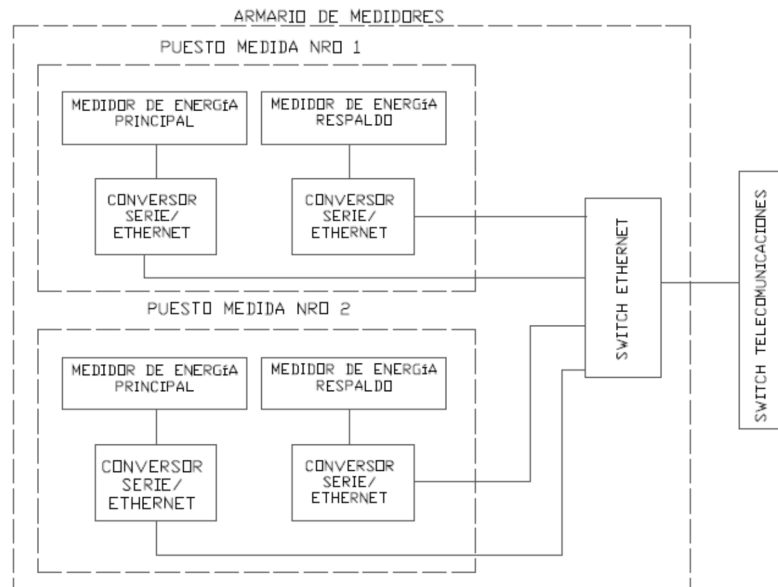 ARMARIO DE MEDIDORES
PUESTO MEDIDA NRO 1
MEDIDOR DE ENERGíA
PRINCIPAL
MEDIDOR DE ENERGíA
RESPALDO
CONVERSOR
SERIE/
ETHERNET
CONVERSOR
SERIE/
ETHERNET
PUESTO MEDIDA NRO 2
MEDIDOR DE ENERGíA
PRINCIPAL
MEDIDOR DE ENERGíA
RESPALDO
CONVERSOR
SERIE/
ETHERNET
CONVERSOR
SERIE/
ETHERNET
SWITCH ETHERNET
SWITCH TELECOMUNICACIONES